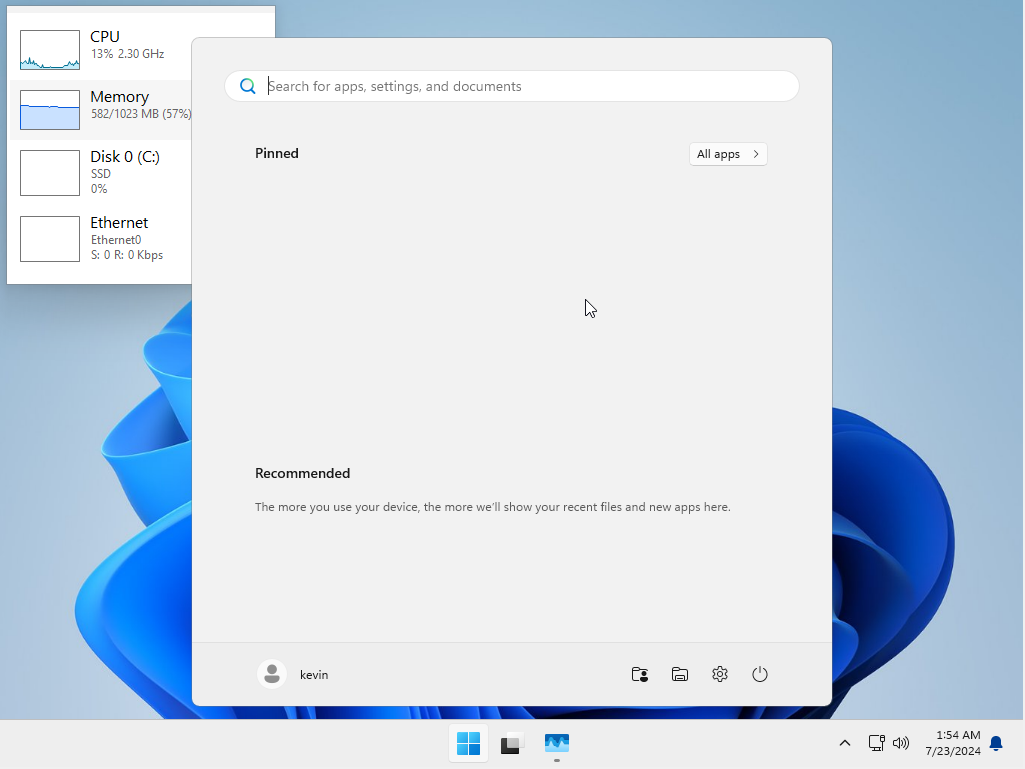 CPU
13% 2.30 GHz
Memory
582/1023 MB (57%)
Disk 0 (C:)
SSD
0%
Ethernet
Ethernet0
S: 0 R: 0 Kbps
Search for apps, settings, and documents
Pinned
All apps
Recommended
The more you use your device, the more we’ll show your recent files and new apps here.
kevin
1:54 AM
7/23/2024